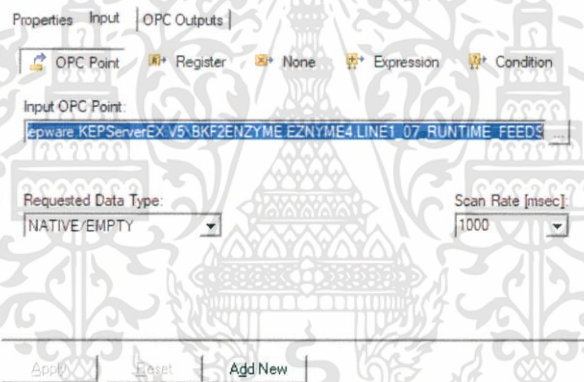 Properties Input OPC Outputs
OPC Point Register None Expression Condition
Input OPC Point:
epware.KEPServerEX.V5\BKF2ENZYME.EZNYME4.LINE1_07_RUNTIME_FEEDS ...
Requested Data Type: Scan Rate [msec]:
NATIVE/EMPTY 1000
Apply Reset Add New